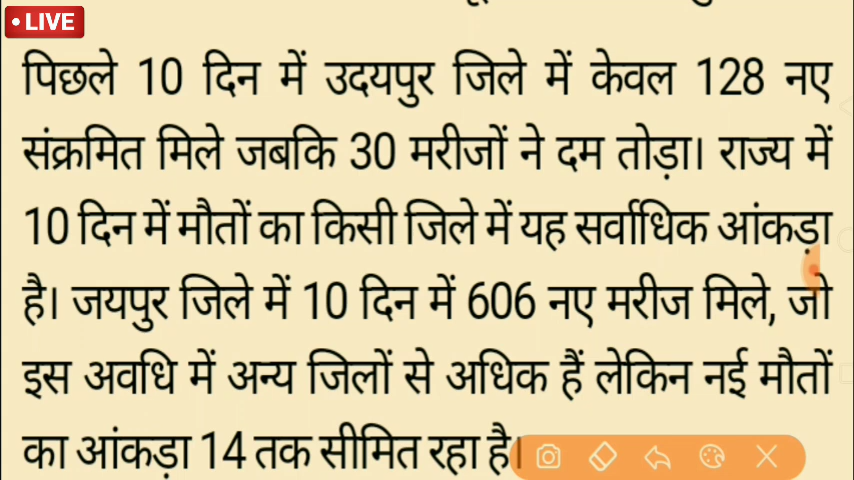 LIVE
पिछले 10 दिन में उदयपुर जिले में केवल 128 नए
संक्रमित मिले जबकि 30 मरीजों ने दम तोड़ा। राज्य में
10 दिन में मौतों का किसी जिले में यह सर्वाधिक आंकड़ा
है। जयपुर जिले में 10 दिन में 606 नए मरीज मिले, जो
इस अवधि में अन्य जिलों से अधिक हैं लेकिन नई मौतों
का आंकड़ा 14 तक सीमित रहा है।